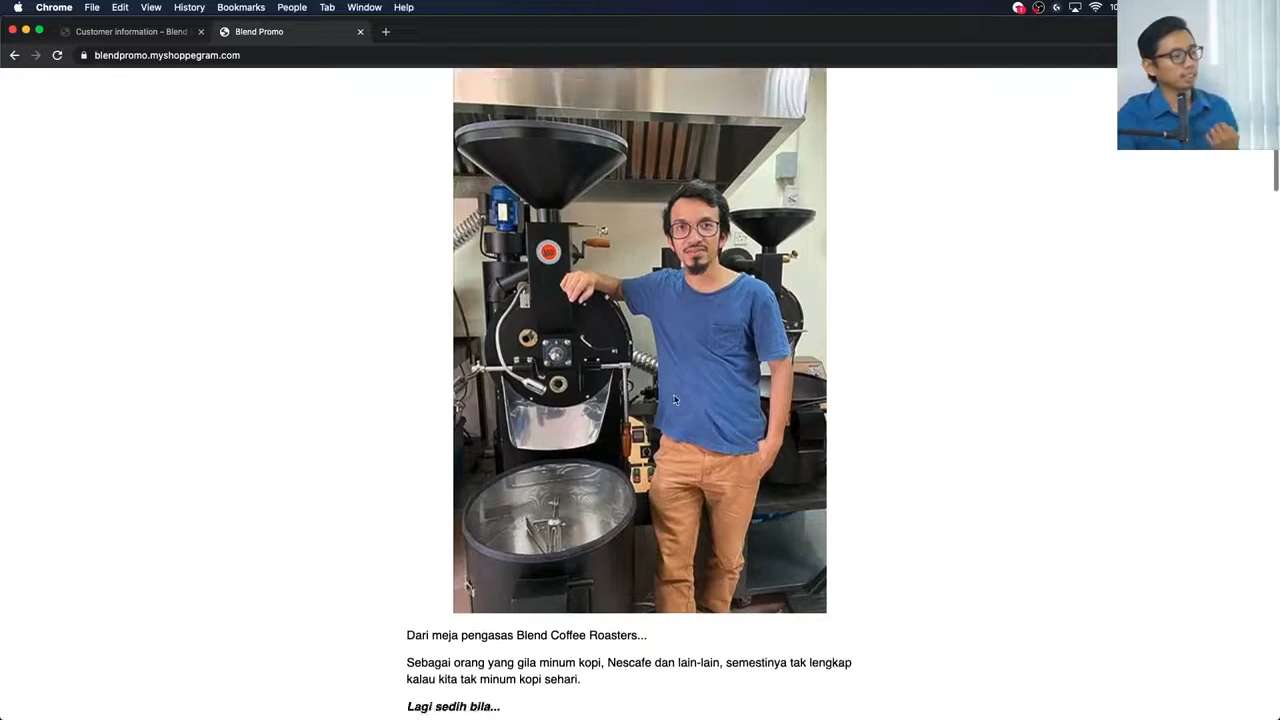 Chrome File Edit View History Bookmarks People Tab Window Help
Customer information – Blend
Blend Promo
blendpromo.myshoppegram.com
Dari meja pengasas Blend Coffee Roasters...
Sebagai orang yang gila minum kopi, Nescafe dan lain-lain, semestinya tak lengkap
kalau kita tak minum kopi sehari.
Lagi sedih bila...